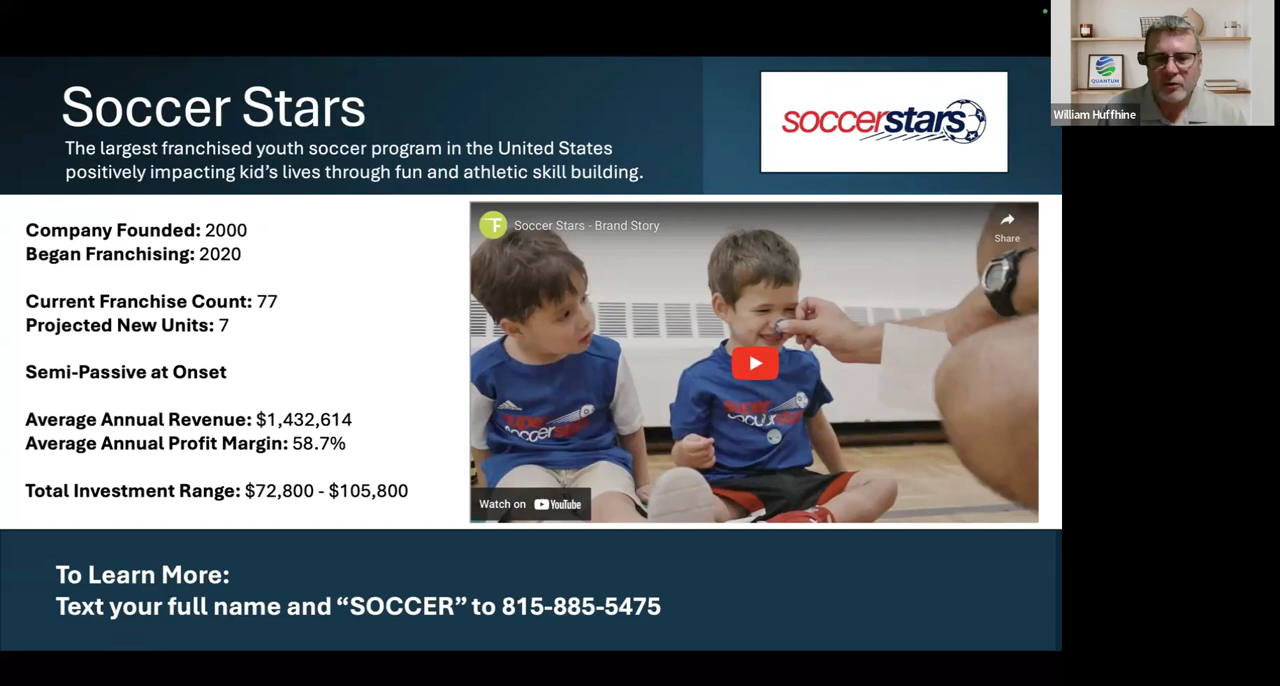 Soccer Stars
The largest franchised youth soccer program in the United States
positively impacting kid's lives through fun and athletic skill building.
soccerstars
QUANTUM
William Huffhine
Company Founded: 2000
Began Franchising: 2020
Current Franchise Count: 77
Projected New Units: 7
Semi-Passive at Onset
Average Annual Revenue: $1,432,614
Average Annual Profit Margin: 58.7%
Total Investment Range: $72,800 - $105,800
Soccer Stars - Brand Story
Share
super
soccer
Watch on YouTube
To Learn More:
Text your full name and “SOCCER” to 815-885-5475